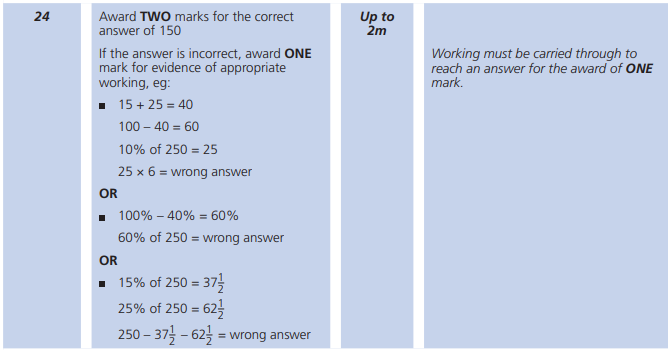 24
Award TWO marks for the correct
answer of 150
If the answer is incorrect, award ONE
mark for evidence of appropriate
working, eg:
■ 15 + 25 = 40
100 – 40 = 60
10% of 250 = 25
25 × 6 = wrong answer
OR
■ 100% – 40% = 60%
60% of 250 = wrong answer
OR
■ 15% of 250 = 37½
25% of 250 = 62½
250 – 37½ – 62½ = wrong answer
Up to
2m
Working must be carried through to
reach an answer for the award of ONE
mark.